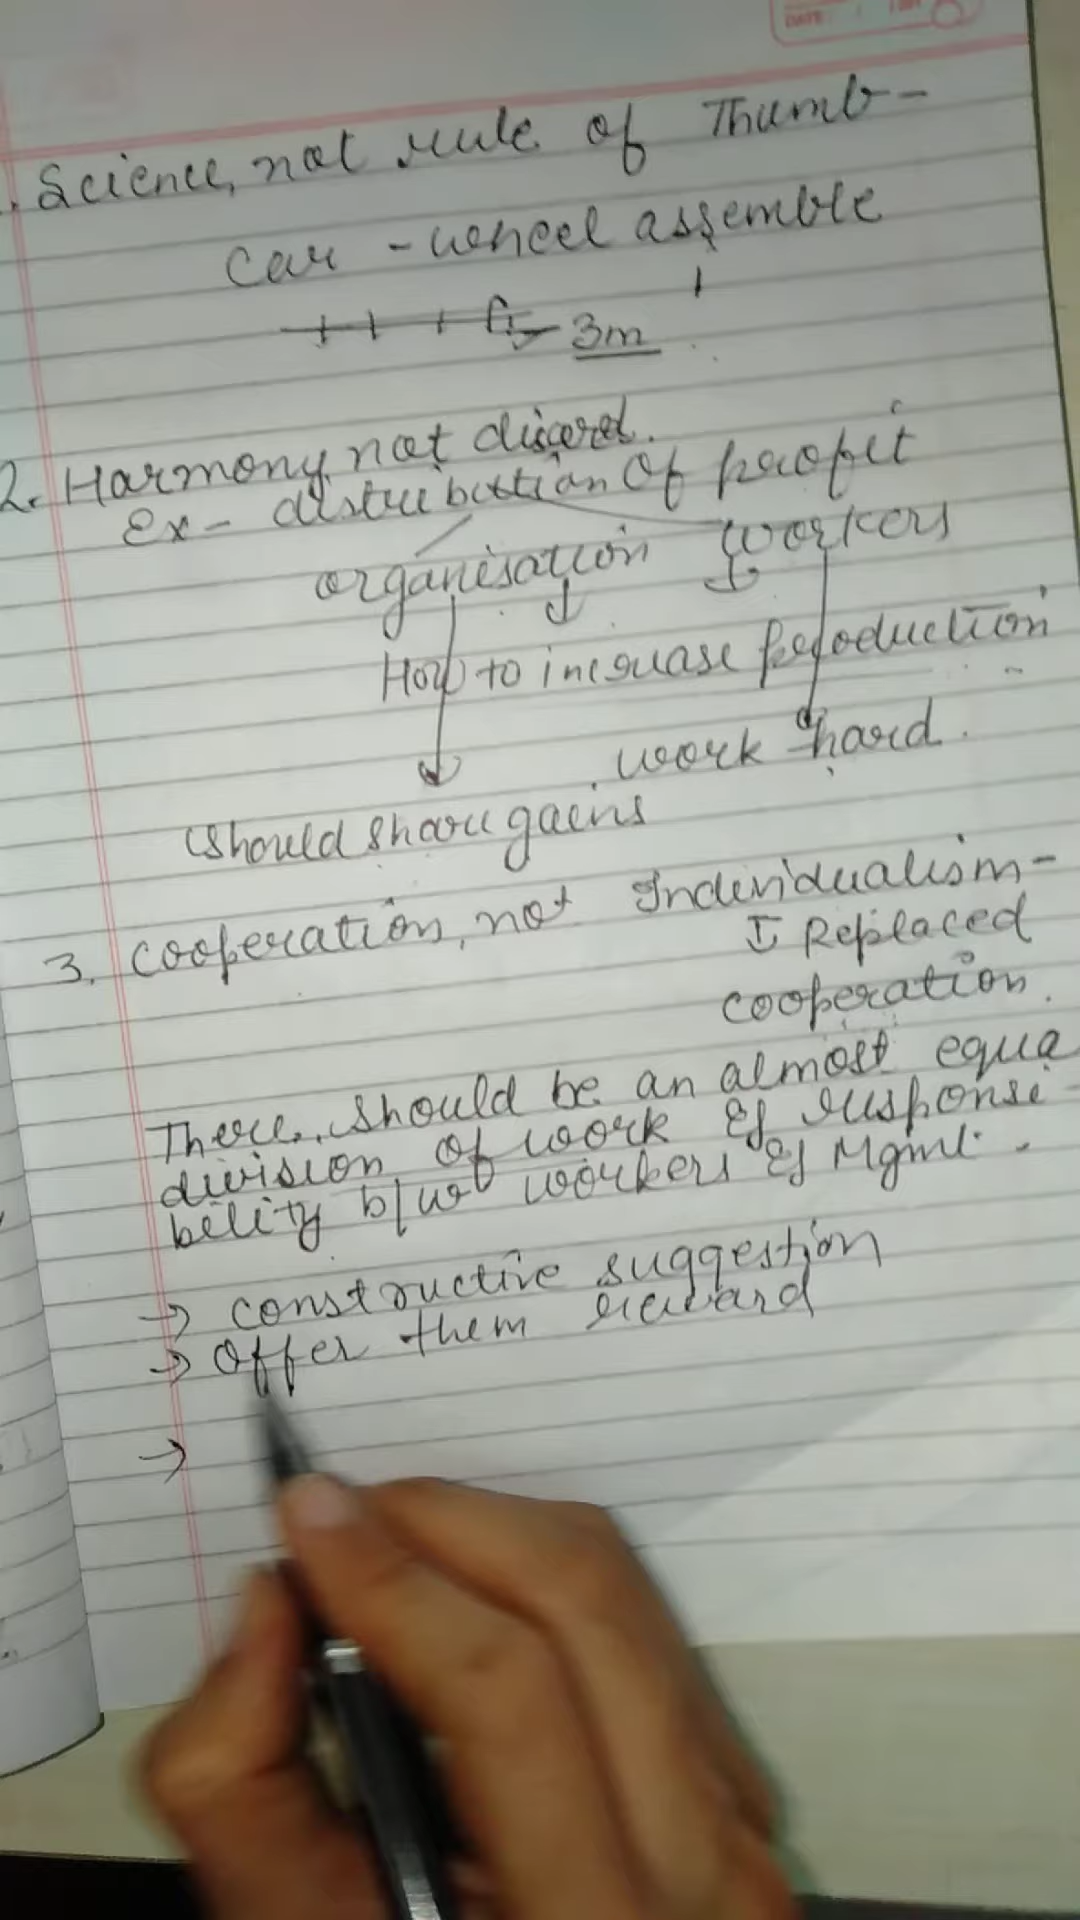 DATE:
Science, not rule of Thumb -
Car - wheel assemble
3m
2. Harmony, not discord.
Ex - distribution of profit
organisation workers
How to increase production
work hard.
should share gains
3. cooperation, not Individualism -
Replaced
cooperation.
There should be an almost equa
division of work & responsi -
bility b/w workers & Mgmt.
→ constructive suggestion
→ offer them reward
→